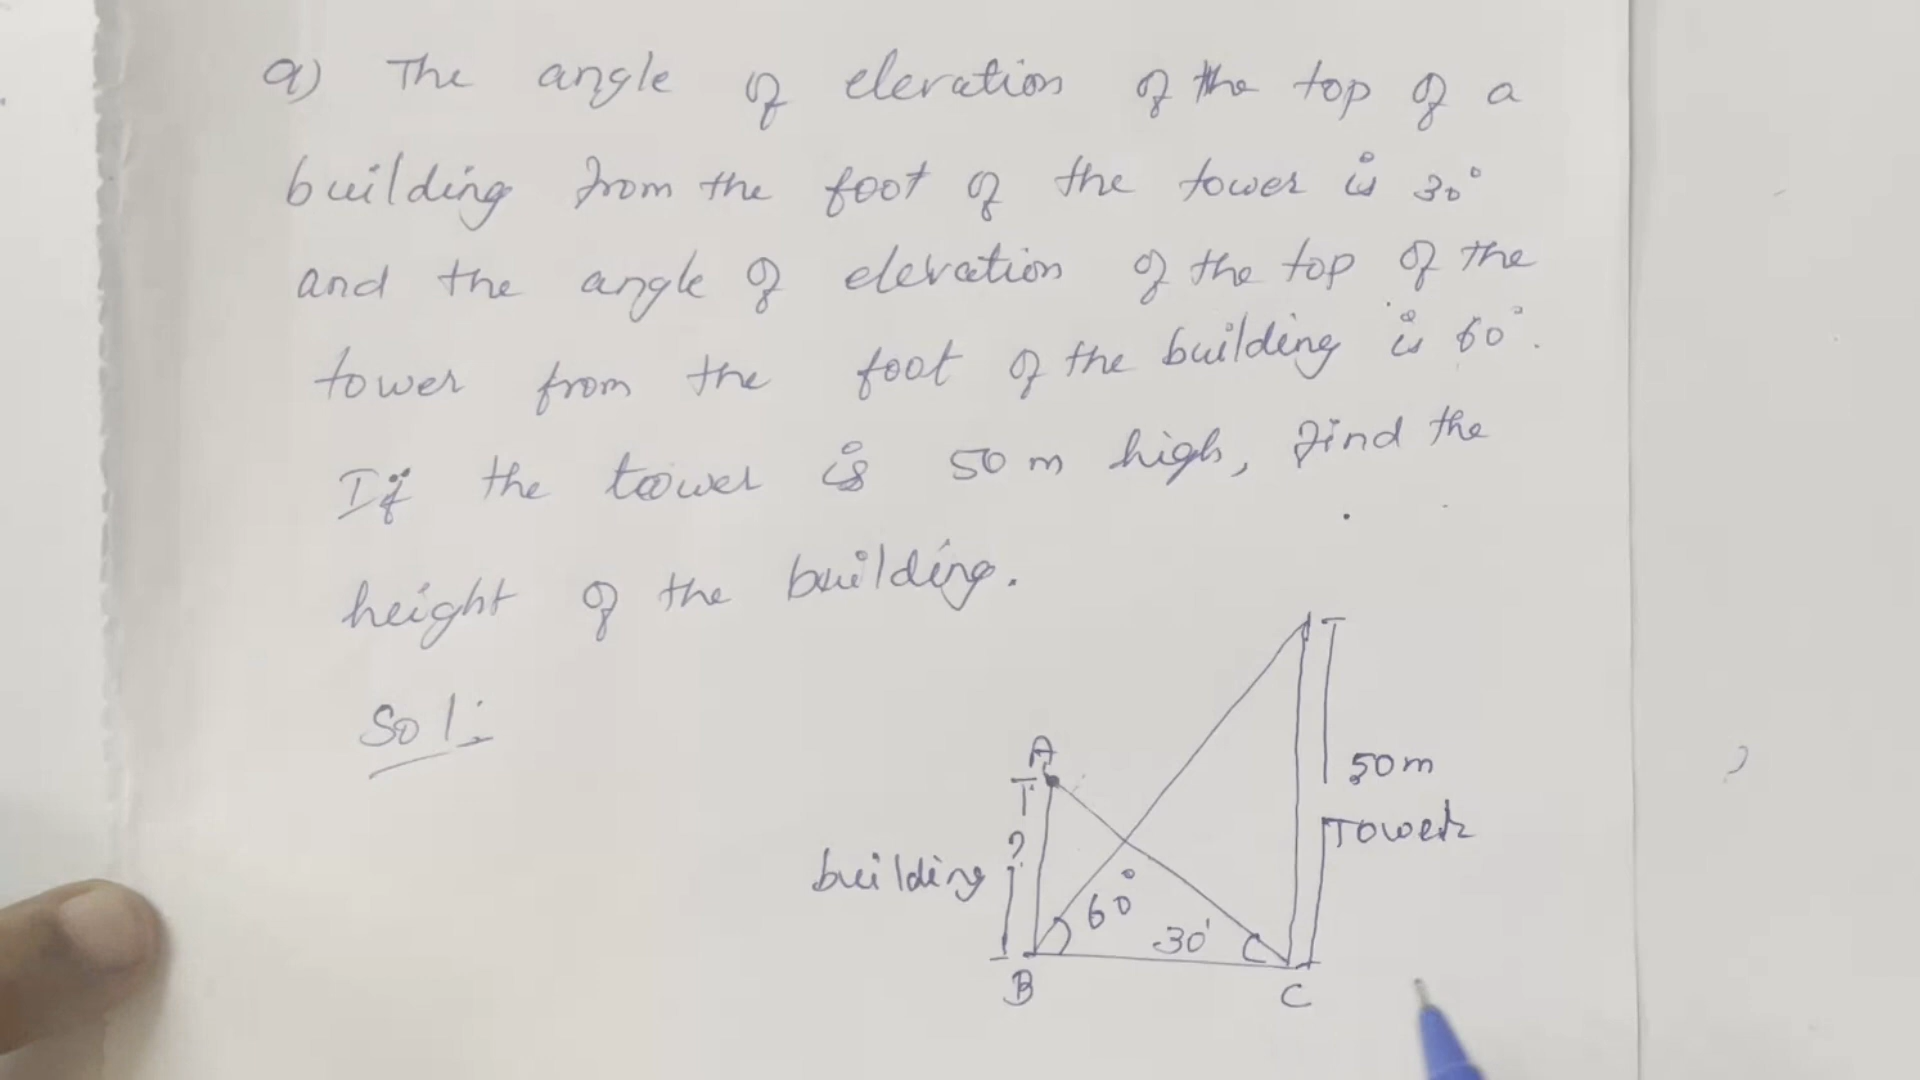 Q) The angle of elevation of the top of a
building from the foot of the tower is 30°
and the angle of elevation of the top of the
tower from the foot of the building is 60°.
If the tower is 50 m high, find the
height of the building.
Sol:
A
50m
Tower
?
building
60°
30°
B
C